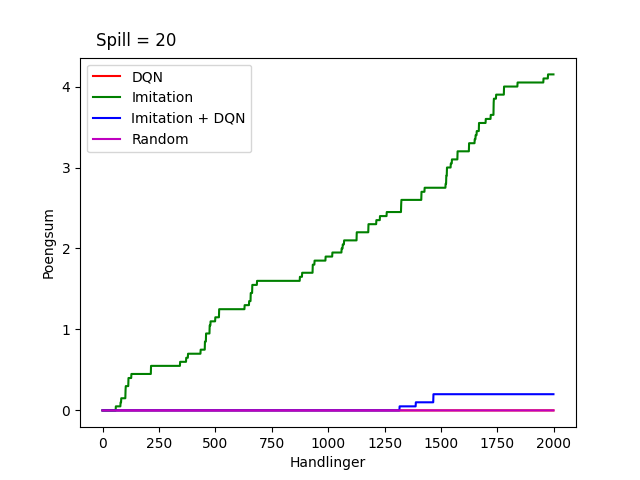 Spill = 20
DQN
Imitation
Imitation + DQN
Random
Poengsum
4
3
2
1
0
0 250 500 750 1000 1250 1500 1750 2000
Handlinger